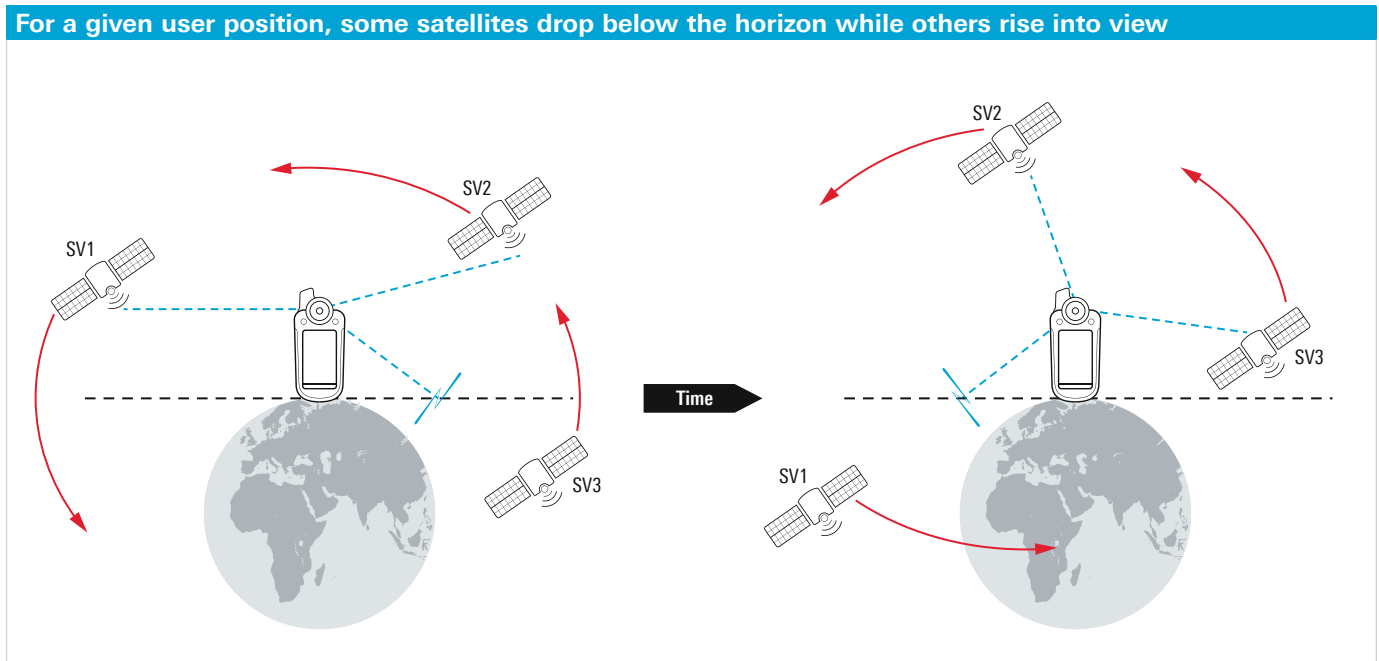 For a given user position, some satellites drop below the horizon while others rise into view
SV1
SV2
SV3
Time
SV2
SV3
SV1